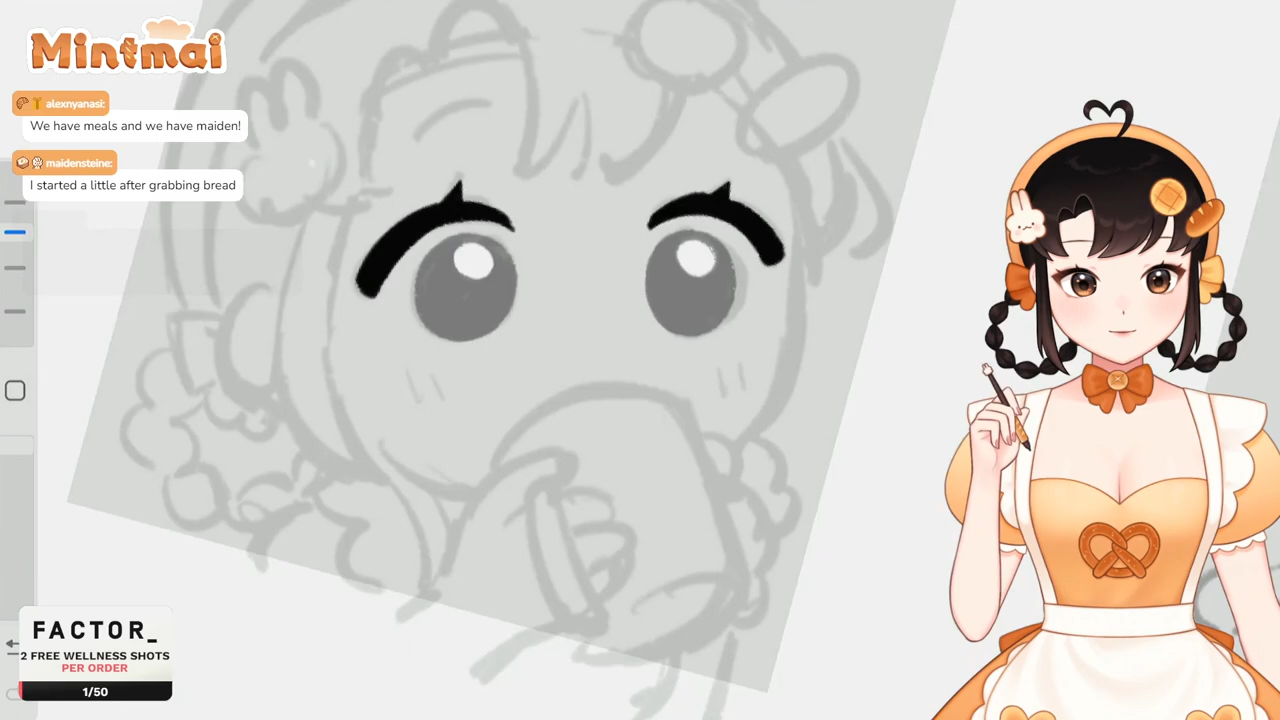 Mintmai
alexnyanasi:
We have meals and we have maiden!
maidensteine:
I started a little after grabbing bread
FACTOR_
2 FREE WELLNESS SHOTS
PER ORDER
1/50